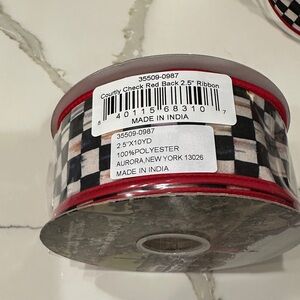 35509-0987
Courtly Check Red Back 2.5" Ribbon
8 40115 68310 7
MADE IN INDIA
35509-0987
2.5"X10YD
100%POLYESTER
AURORA,NEW YORK 13026
MADE IN INDIA